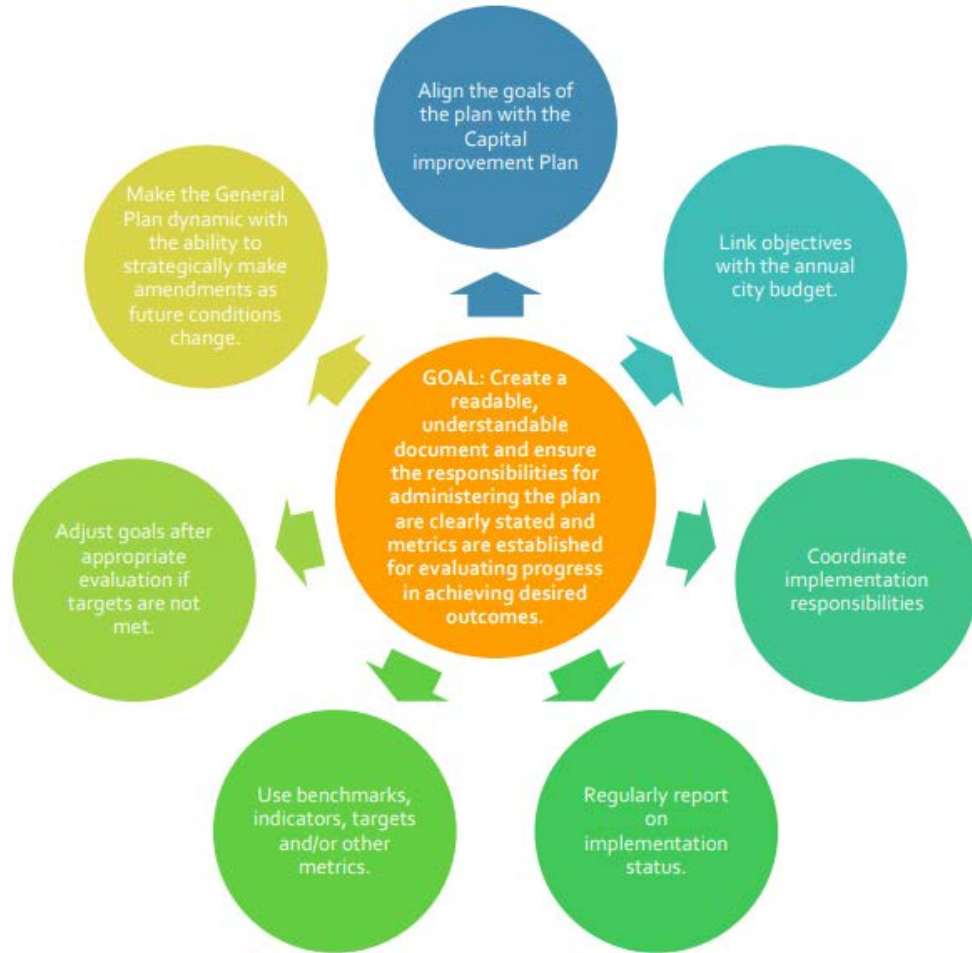 Align the goals
of the plan with the
Capital
improvement Plan
Link objectives
with the annual
city budget.
Coordinate
implementation
responsibilities
Regularly report
on
implementation
status.
Use benchmarks,
indicators, targets
and/or other
metrics.
Adjust goals after
appropriate
evaluation if
targets are not
met.
Make the General
Plan dynamic with
the ability to
strategically make
amendments as
future conditions
change.
GOAL: Create a
readable,
understandable
document and ensure
the responsibilities for
administering the plan
are clearly stated and
metrics are established
for evaluating progress
in achieving desired
outcomes.